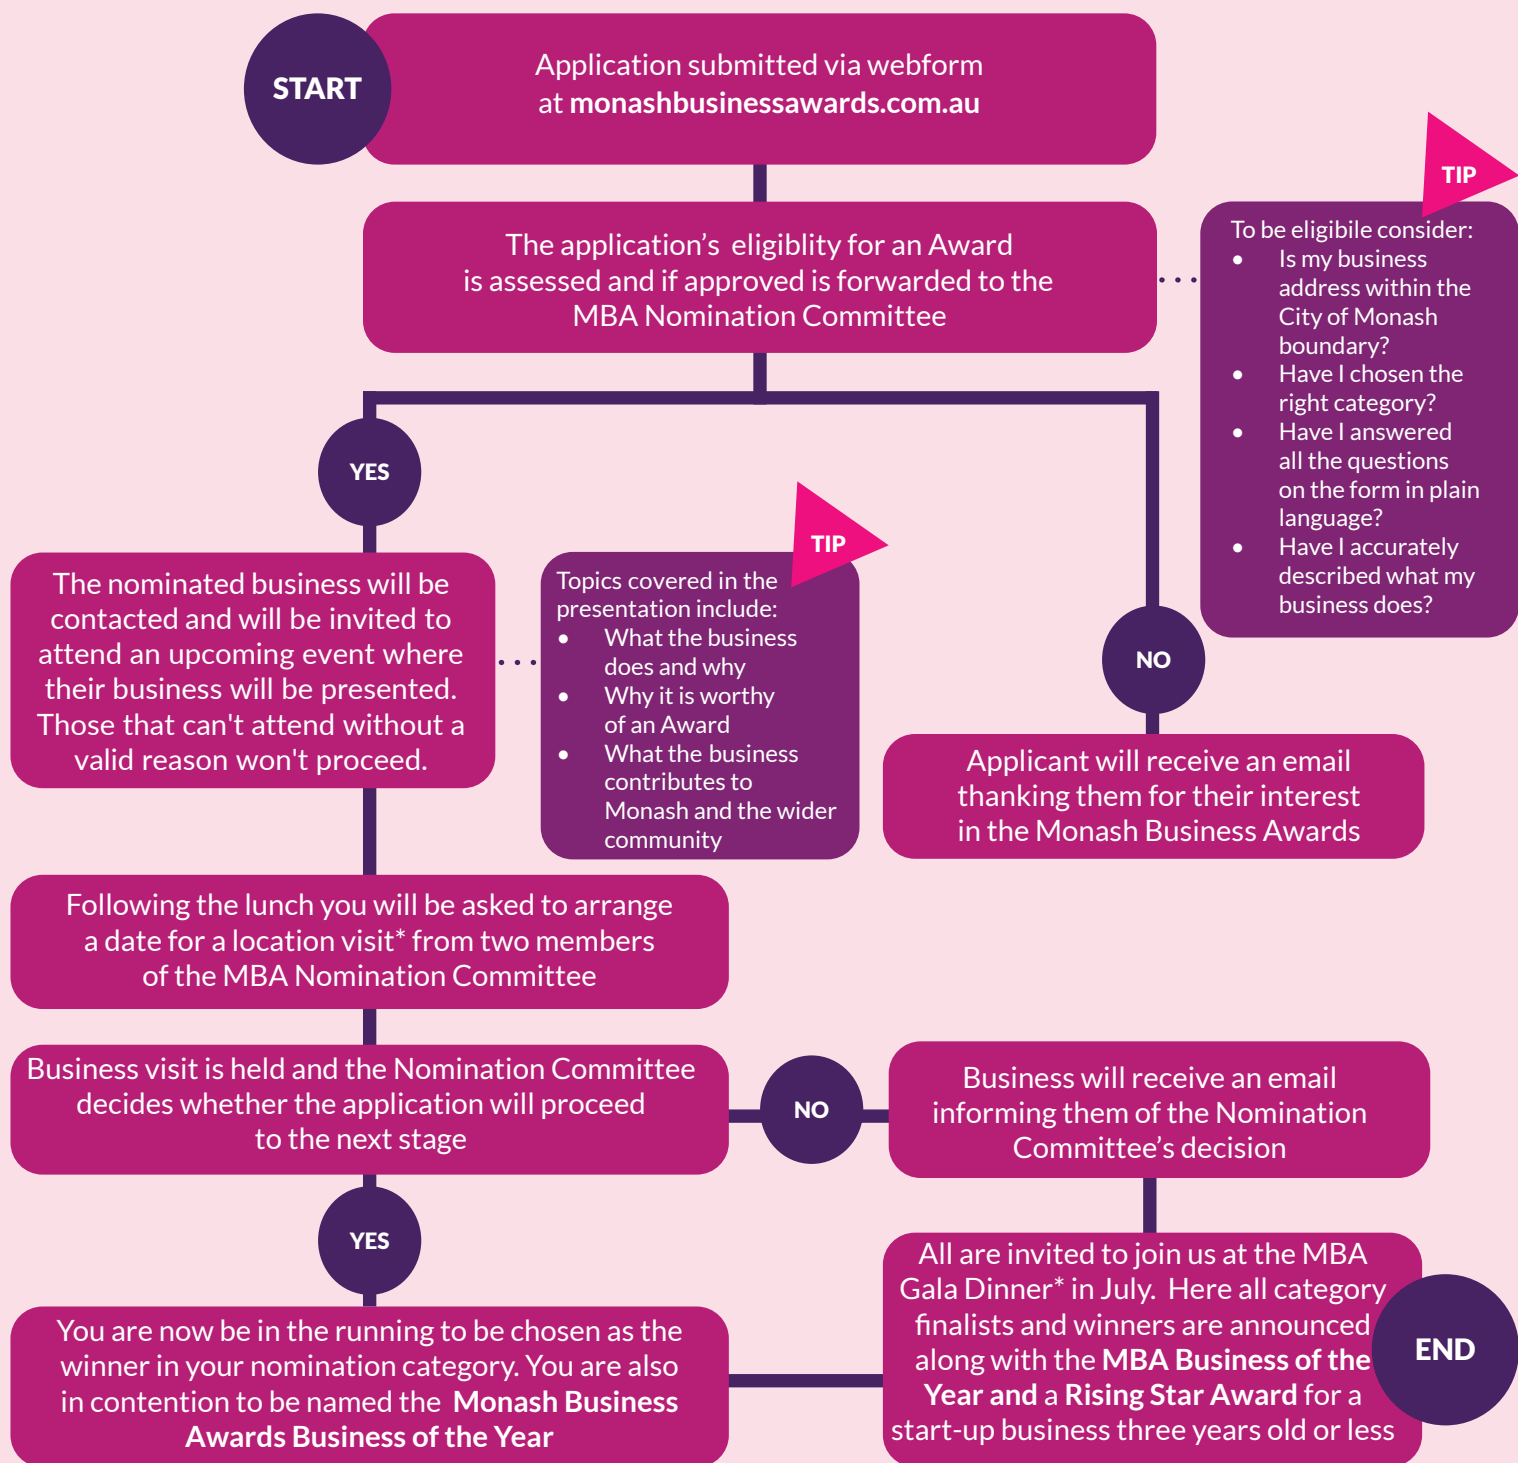 START
Application submitted via webform
at monashbusinessawards.com.au
The application's  eligiblity for an Award
is assessed and if approved is forwarded to the
MBA Nomination Committee
TIP
To be eligibile consider:
● Is my business
address within the
City of Monash
boundary?
● Have I chosen the
right category?
● Have I answered
all the questions
on the form in plain
language?
● Have I accurately
described what my
business does?
YES
The nominated business will be
contacted and will be invited to
attend an upcoming event where
their business will be presented.
Those that can't attend without a
valid reason won't proceed.
TIP
Topics covered in the
presentation include:
● What the business
does and why
● Why it is worthy
of an Award
● What the business
contributes to
Monash and the wider
community
NO
Applicant will receive an email
thanking them for their interest
in the Monash Business Awards
Following the lunch you will be asked to arrange
a date for a location visit* from two members
of the MBA Nomination Committee
Business visit is held and the Nomination Committee
decides whether the application will proceed
to the next stage
NO
Business will receive an email
informing them of the Nomination
Committee's decision
YES
You are now be in the running to be chosen as the
winner in your nomination category. You are also
in contention to be named the  Monash Business
Awards Business of the Year
All are invited to join us at the MBA
Gala Dinner* in July.  Here all category
finalists and winners are announced
along with the MBA Business of the
Year and a Rising Star Award for a
start-up business three years old or less
END